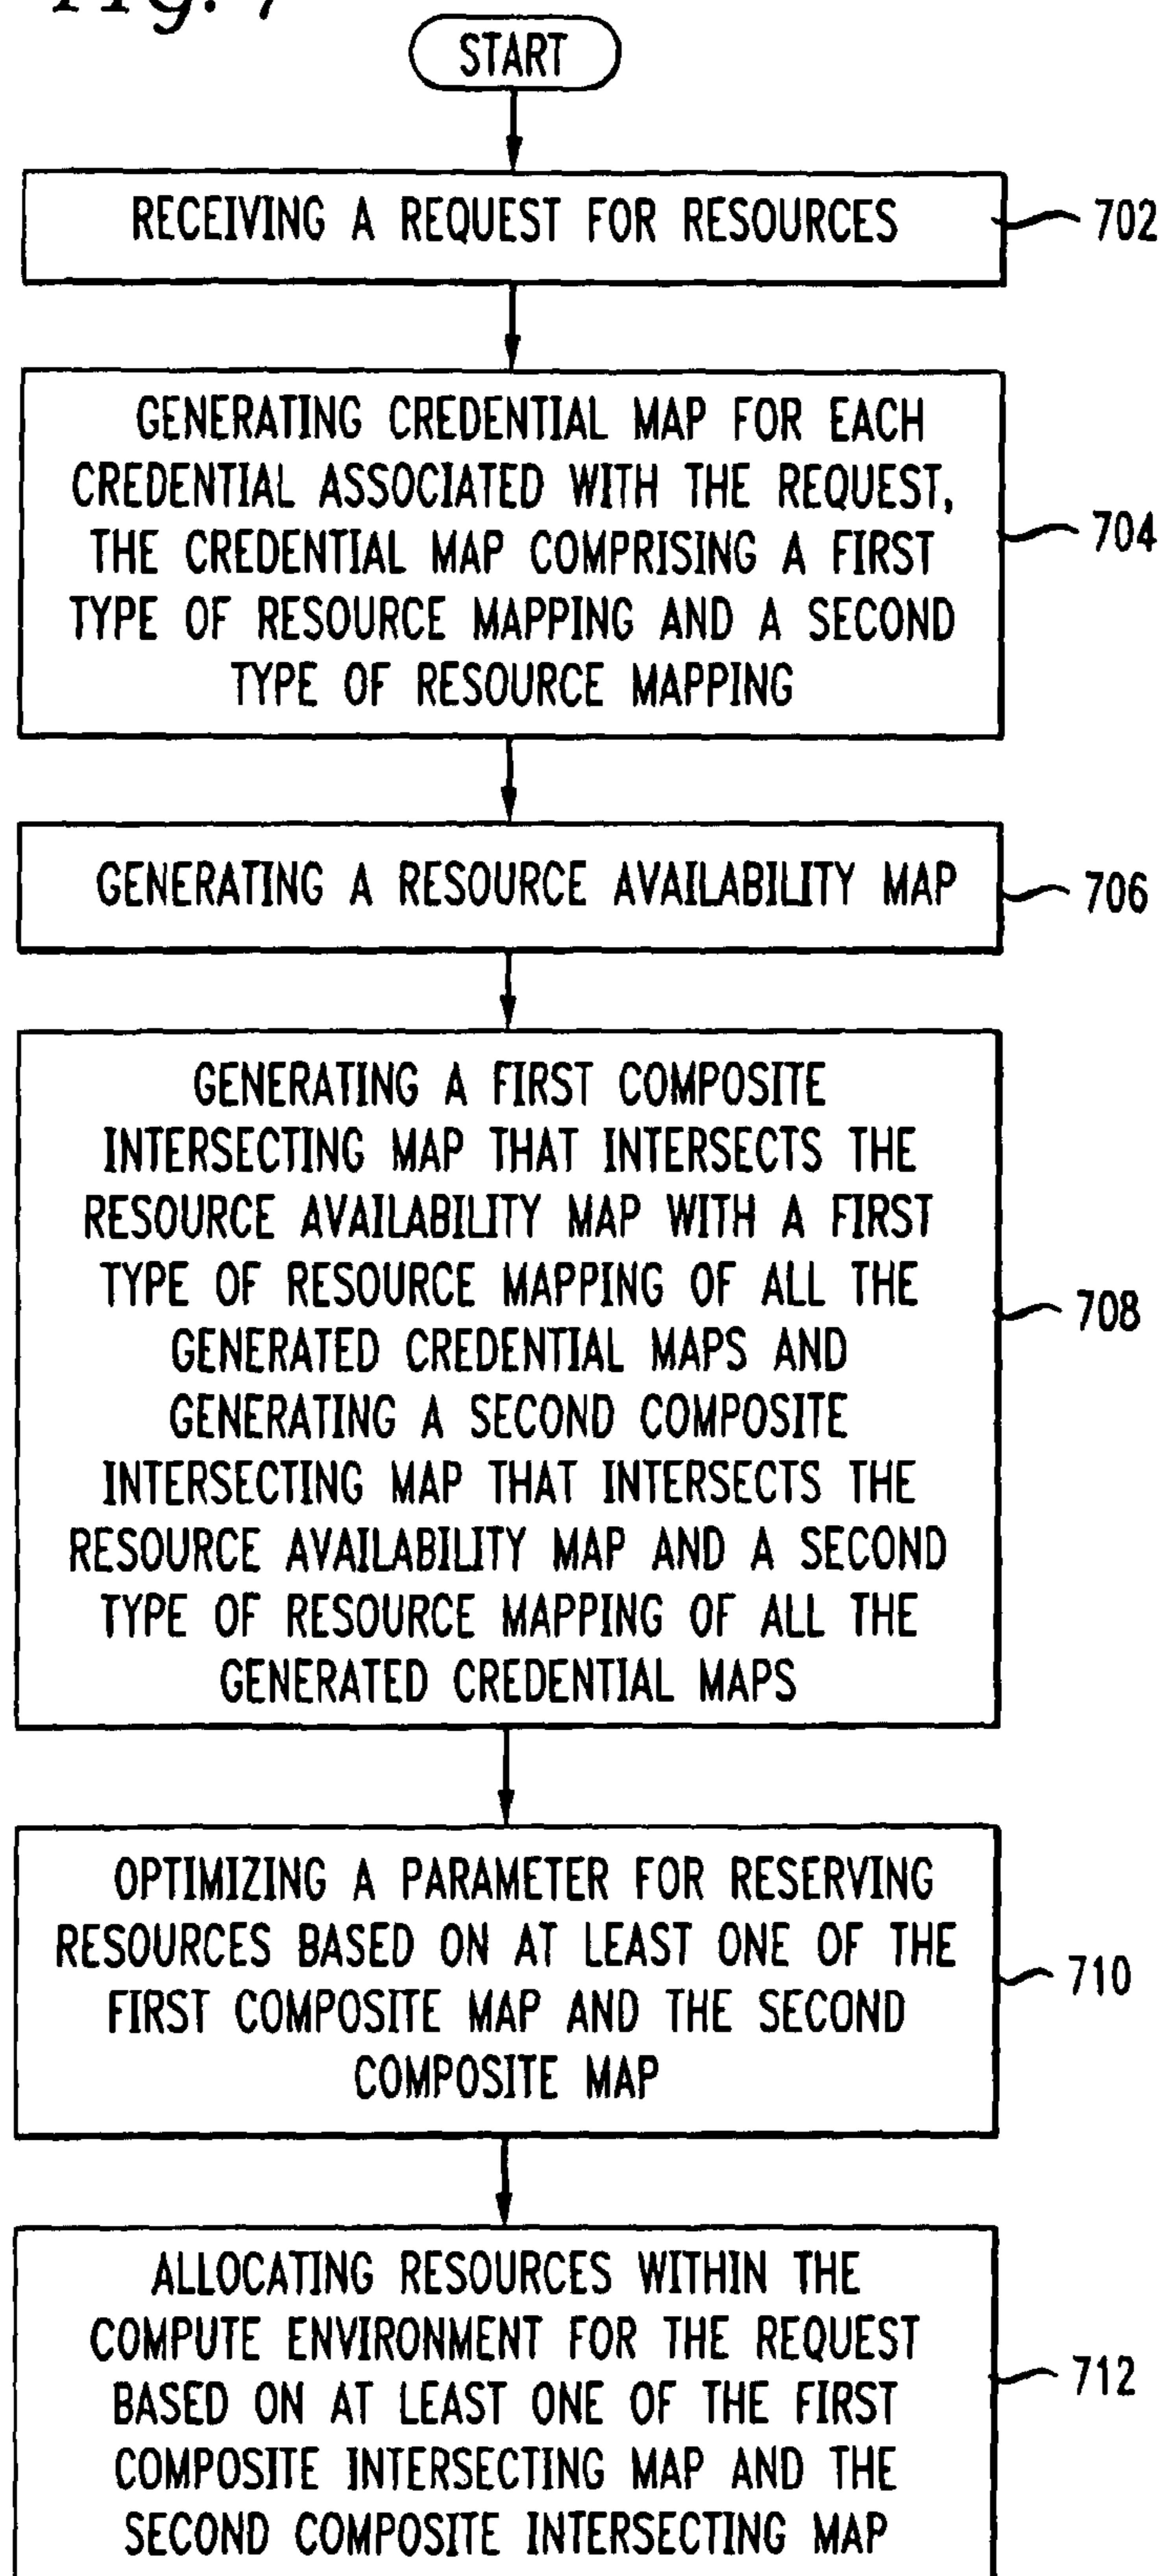 Fig. 7
START
RECEIVING A REQUEST FOR RESOURCES
702
GENERATING CREDENTIAL MAP FOR EACH
CREDENTIAL ASSOCIATED WITH THE REQUEST,
THE CREDENTIAL MAP COMPRISING A FIRST
TYPE OF RESOURCE MAPPING AND A SECOND
TYPE OF RESOURCE MAPPING
704
GENERATING A RESOURCE AVAILABILITY MAP
706
GENERATING A FIRST COMPOSITE
INTERSECTING MAP THAT INTERSECTS THE
RESOURCE AVAILABILITY MAP WITH A FIRST
TYPE OF RESOURCE MAPPING OF ALL THE
GENERATED CREDENTIAL MAPS AND
GENERATING A SECOND COMPOSITE
INTERSECTING MAP THAT INTERSECTS THE
RESOURCE AVAILABILITY MAP AND A SECOND
TYPE OF RESOURCE MAPPING OF ALL THE
GENERATED CREDENTIAL MAPS
708
OPTIMIZING A PARAMETER FOR RESERVING
RESOURCES BASED ON AT LEAST ONE OF THE
FIRST COMPOSITE MAP AND THE SECOND
COMPOSITE MAP
710
ALLOCATING RESOURCES WITHIN THE
COMPUTE ENVIRONMENT FOR THE REQUEST
BASED ON AT LEAST ONE OF THE FIRST
COMPOSITE INTERSECTING MAP AND THE
SECOND COMPOSITE INTERSECTING MAP
712